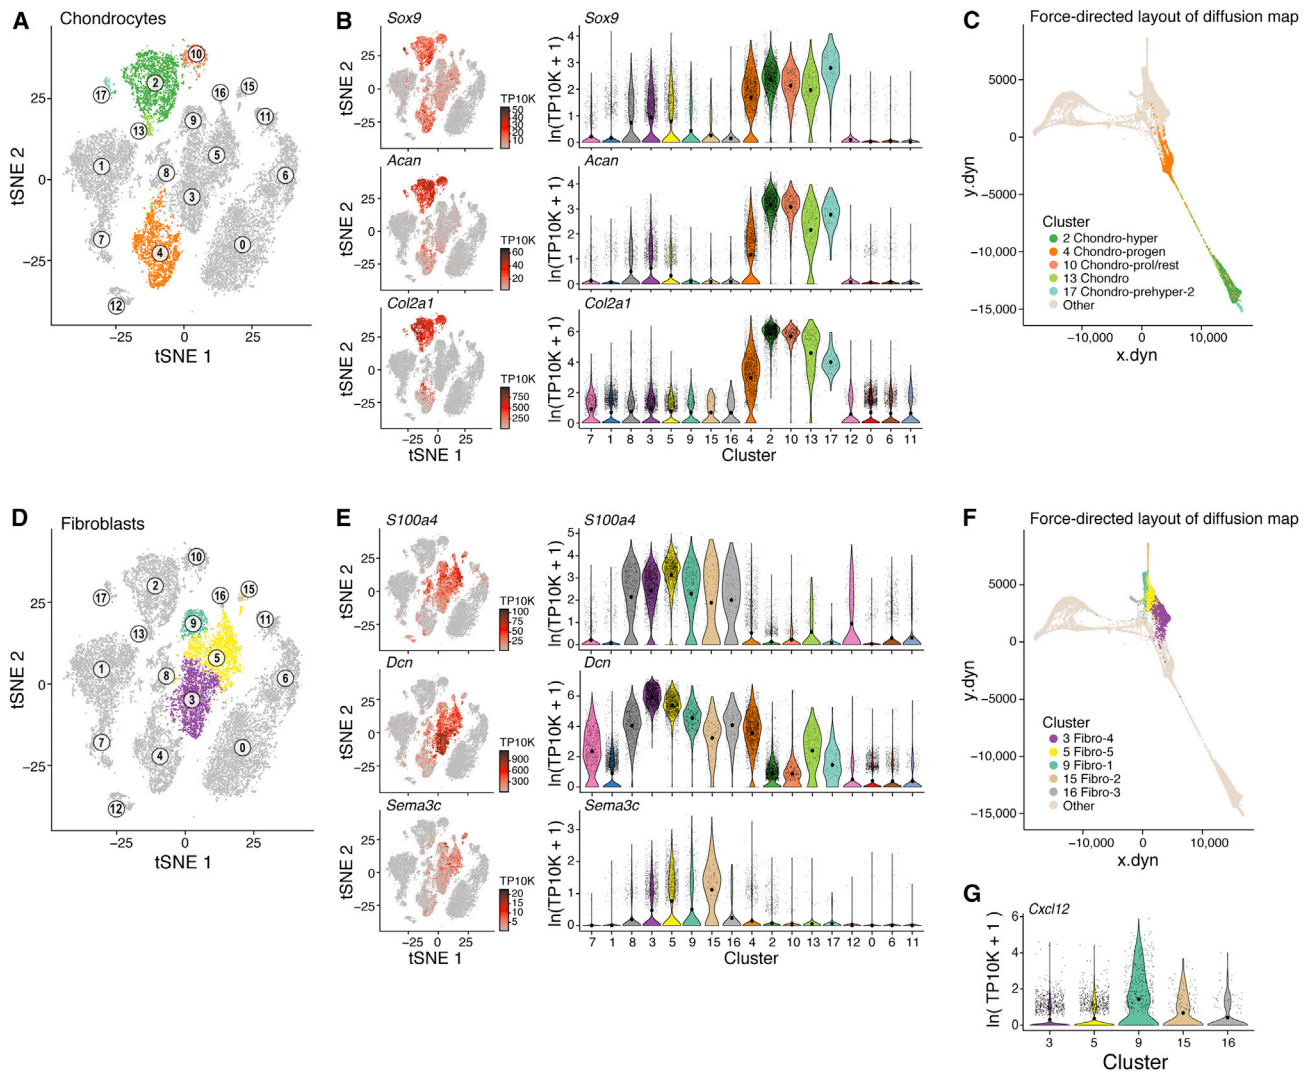 A
Chondrocytes
tSNE 2
25
0
−25
−25
0
25
tSNE 1
10
2
17
16
15
13
9
11
1
5
8
6
3
7
0
4
12
B
Sox9
tSNE 2
25
0
−25
TP10K
50
40
30
20
10
Acan
tSNE 2
25
0
−25
TP10K
60
40
20
Col2a1
tSNE 2
25
0
−25
TP10K
750
500
250
−25
0
25
tSNE 1
Sox9
ln(TP10K + 1)
4
3
2
1
0
Acan
ln(TP10K + 1)
4
3
2
1
0
Col2a1
ln(TP10K + 1)
6
4
2
0
7 1 8 3 5 9 15 16 4 2 10 13 17 12 0 6 11
Cluster
C
Force-directed layout of diffusion map
y.dyn
5000
0
−5000
−10,000
−15,000
Cluster
2 Chondro-hyper
4 Chondro-progen
10 Chondro-prol/rest
13 Chondro
17 Chondro-prehyper-2
Other
−10,000
0
10,000
x.dyn
D
Fibroblasts
tSNE 2
25
0
−25
−25
0
25
tSNE 1
10
2
17
16
15
13
9
11
1
5
8
6
3
7
0
4
12
E
S100a4
tSNE 2
25
0
−25
TP10K
100
75
50
25
Dcn
tSNE 2
25
0
−25
TP10K
900
600
300
Sema3c
tSNE 2
25
0
−25
TP10K
20
15
10
5
−25
0
25
tSNE 1
S100a4
ln(TP10K + 1)
5
4
3
2
1
0
Dcn
ln(TP10K + 1)
6
4
2
0
Sema3c
ln(TP10K + 1)
3
2
1
0
7 1 8 3 5 9 15 16 4 2 10 13 17 12 0 6 11
Cluster
F
Force-directed layout of diffusion map
y.dyn
5000
0
−5000
−10,000
−15,000
Cluster
3 Fibro-4
5 Fibro-5
9 Fibro-1
15 Fibro-2
16 Fibro-3
Other
−10,000
0
10,000
x.dyn
G
Cxcl12
ln( TP10K + 1 )
6
4
2
0
3 5 9 15 16
Cluster